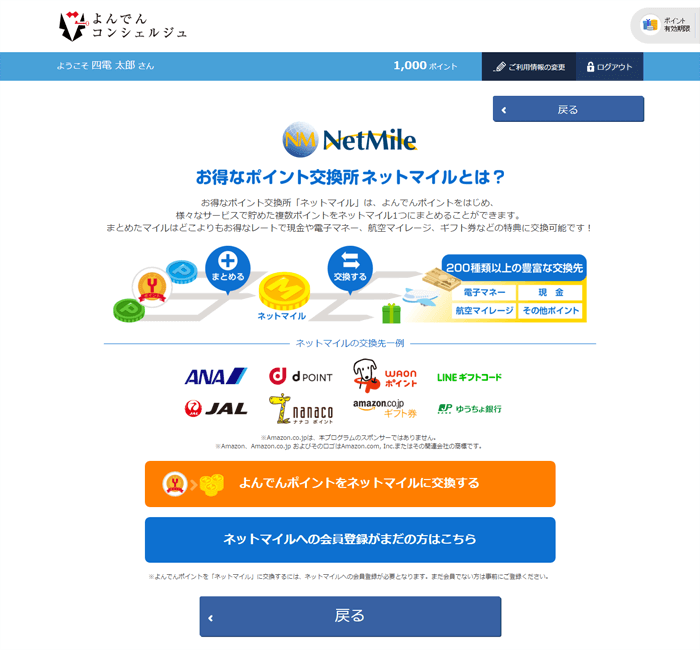 よんでん
コンシェルジュ
ポイント
有効期限
ようこそ 四電 太郎 さん
1,000 ポイント
ご利用情報の変更
ログアウト
戻る
NM NetMile
お得なポイント交換所 ネットマイルとは？
お得なポイント交換所「ネットマイル」は、よんでんポイントをはじめ、
様々なサービスで貯めた複数ポイントをネットマイル1つにまとめることができます。
まとめたマイルはどこよりもお得なレートで現金や電子マネー、航空マイレージ、ギフト券などの特典に交換可能です！
まとめる
交換する
200種類以上の豊富な交換先
電子マネー
現 金
航空マイレージ
その他ポイント
Y
ポイント
P
P
M
ネットマイル
ネットマイルの交換先一例
ANA
d POINT
WAON
ポイント
LINE ギフトコード
JAL
nanaco
ナナコ ポイント
amazon.co.jp
ギフト券
ゆうちょ銀行
※Amazon.co.jpは、本プログラムのスポンサーではありません。
※Amazon、Amazon.co.jp およびそのロゴはAmazon.com, Inc.またはその関連会社の商標です。
よんでんポイントをネットマイルに交換する
ネットマイルへの会員登録がまだの方はこちら
※よんでんポイントを「ネットマイル」に交換するには、ネットマイルへの会員登録が必要となります。まだ会員でない方は事前にご登録ください。
戻る